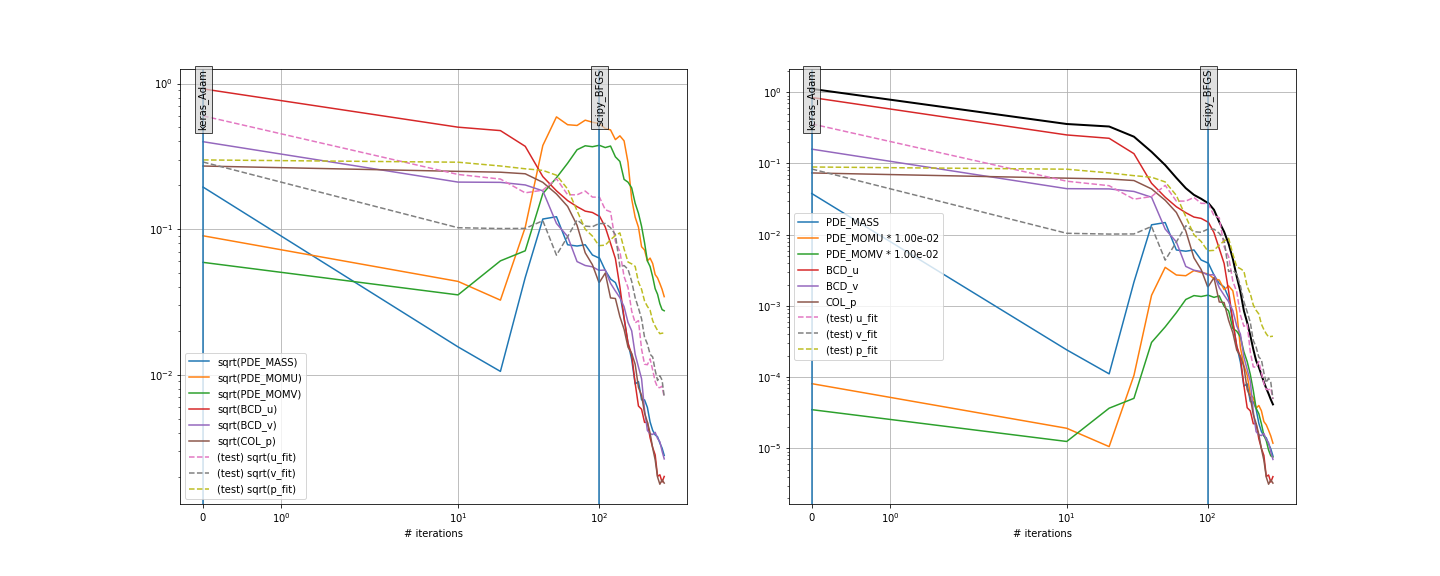 10⁰
10⁻¹
10⁻²
keras_Adam
scipy_BFGS
sqrt(PDE_MASS)
sqrt(PDE_MOMU)
sqrt(PDE_MOMV)
sqrt(BCD_u)
sqrt(BCD_v)
sqrt(COL_p)
(test) sqrt(u_fit)
(test) sqrt(v_fit)
(test) sqrt(p_fit)
0 10⁰ 10¹ 10²
# iterations
10⁰
10⁻¹
10⁻²
10⁻³
10⁻⁴
10⁻⁵
keras_Adam
scipy_BFGS
PDE_MASS
PDE_MOMU * 1.00e-02
PDE_MOMV * 1.00e-02
BCD_u
BCD_v
COL_p
(test) u_fit
(test) v_fit
(test) p_fit
0 10⁰ 10¹ 10²
# iterations